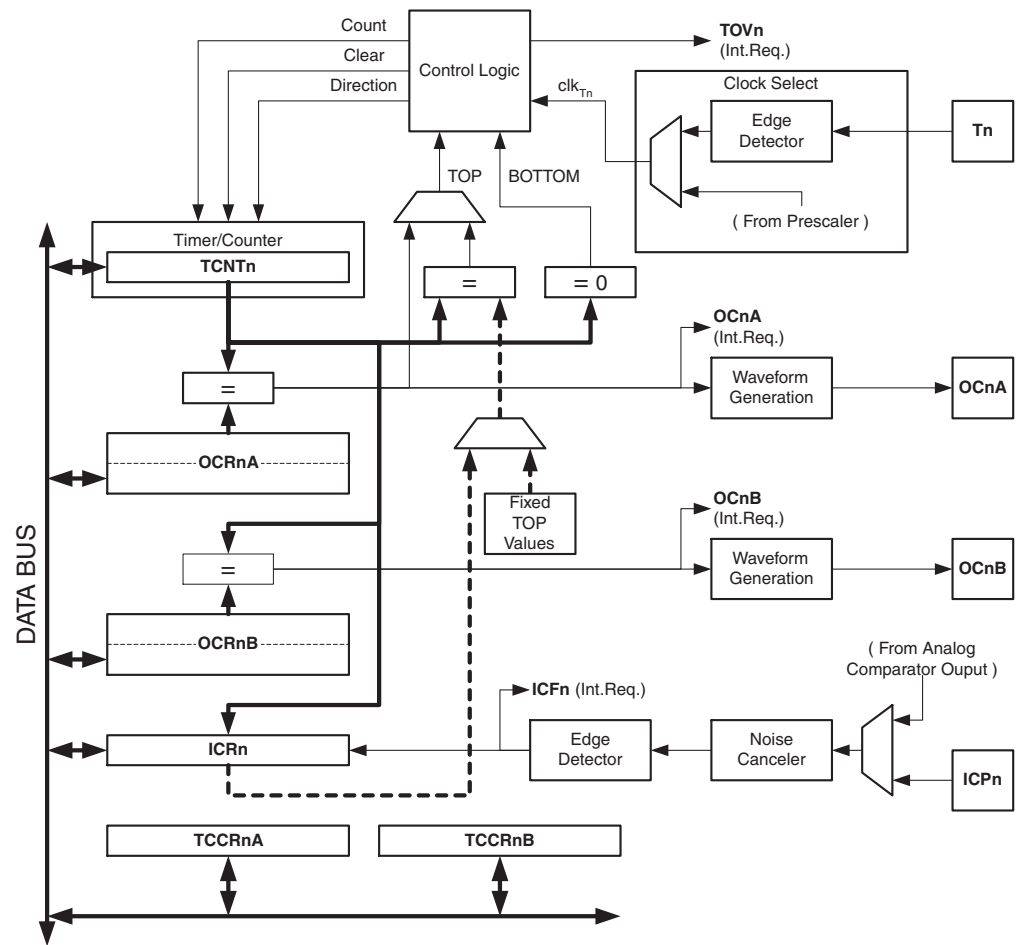 Count
Clear
Direction
Control Logic
TOVn
(Int.Req.)
clkTn
Clock Select
Edge
Detector
Tn
( From Prescaler )
TOP
BOTTOM
Timer/Counter
TCNTn
=
= 0
OCnA
(Int.Req.)
=
Waveform
Generation
OCnA
OCRnA
Fixed
TOP
Values
OCnB
(Int.Req.)
=
Waveform
Generation
OCnB
OCRnB
DATA BUS
( From Analog
Comparator Ouput )
ICFn (Int.Req.)
ICRn
Edge
Detector
Noise
Canceler
ICPn
TCCRnA
TCCRnB